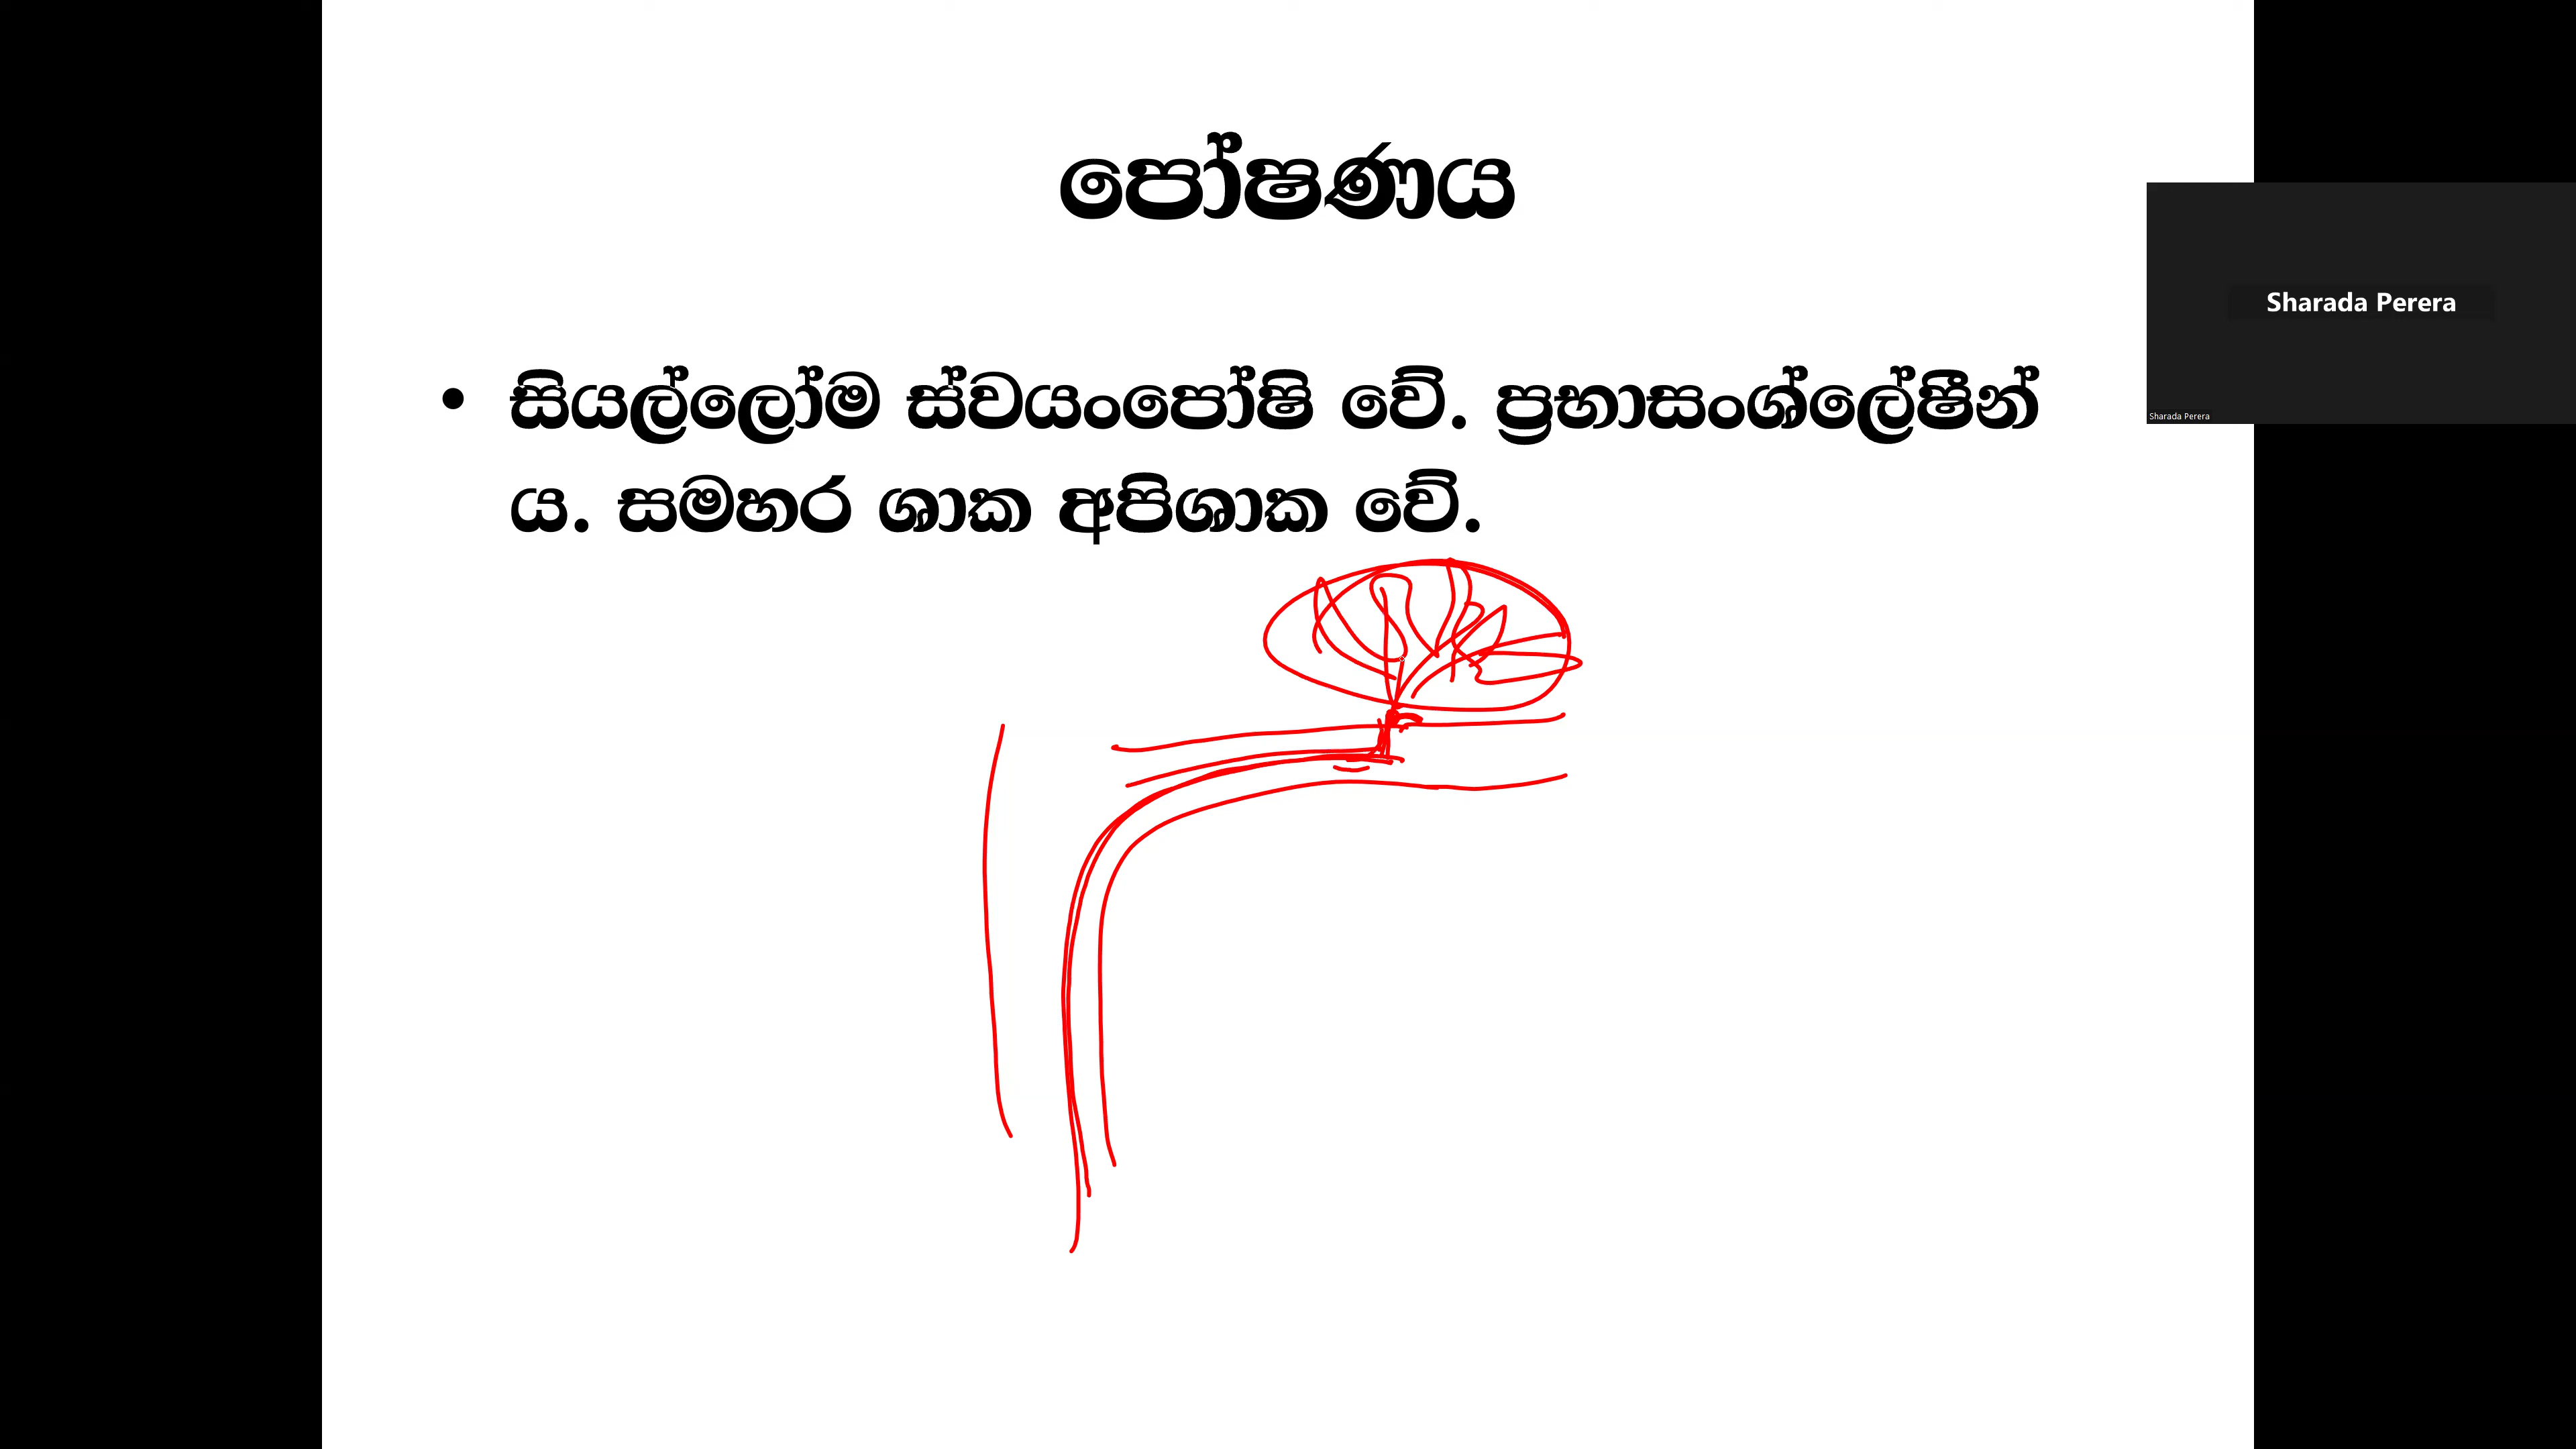 පෝෂණය
• සියල්ලෝම ස්වයංපෝෂි වේ. ප්‍රභාසංශ්ලේෂීන්
ය. සමහර ශාක අපිශාක වේ.
Sharada Perera
Sharada Perera